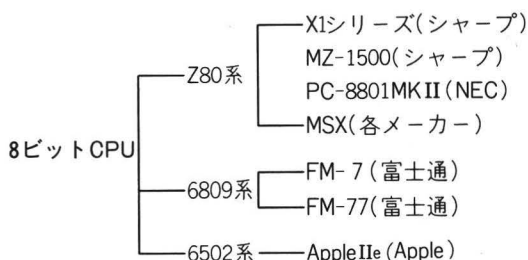 X1シリーズ(シャープ)
Z80系
MZ-1500(シャープ)
PC-8801MKII(NEC)
MSX(各メーカー)
8ビットCPU
6809系
FM-7(富士通)
FM-77(富士通)
6502系
AppleIIe(Apple)